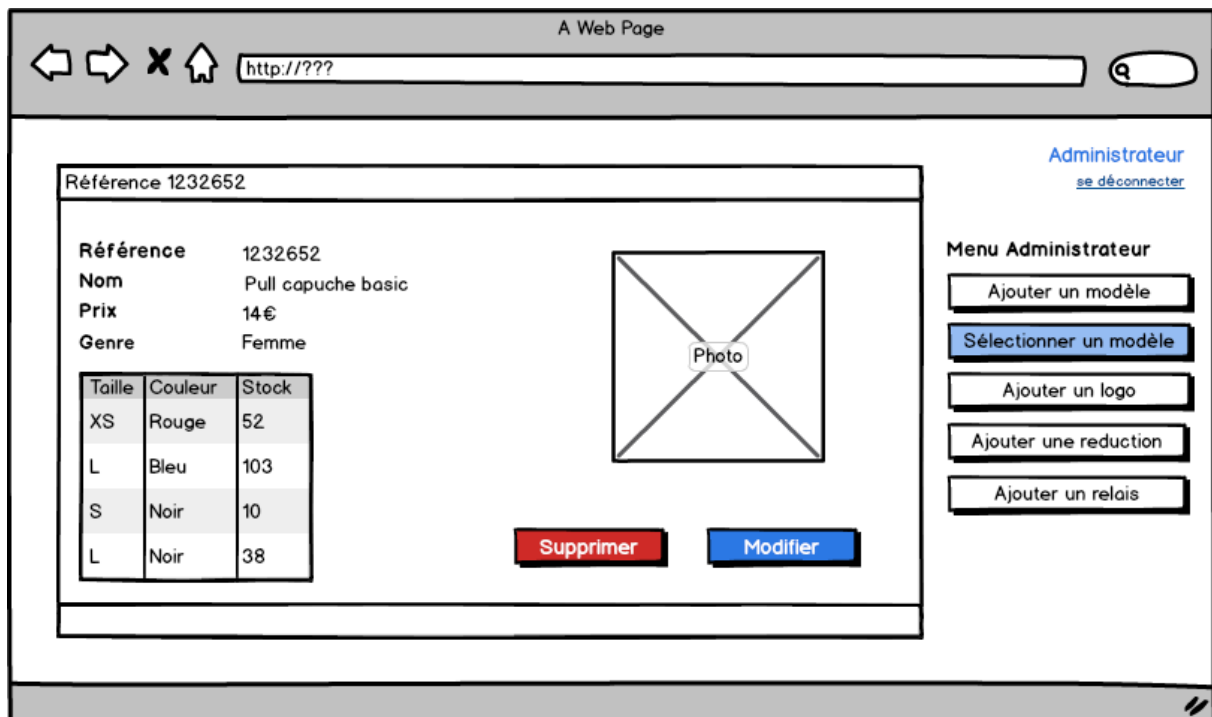 A Web Page
http://???
Administrateur
se déconnecter
Référence 1232652
Référence 1232652
Nom Pull capuche basic
Prix 14€
Genre Femme
Photo
Taille Couleur Stock
XS Rouge 52
L Bleu 103
S Noir 10
L Noir 38
Supprimer Modifier
Menu Administrateur
Ajouter un modèle
Sélectionner un modèle
Ajouter un logo
Ajouter une reduction
Ajouter un relais